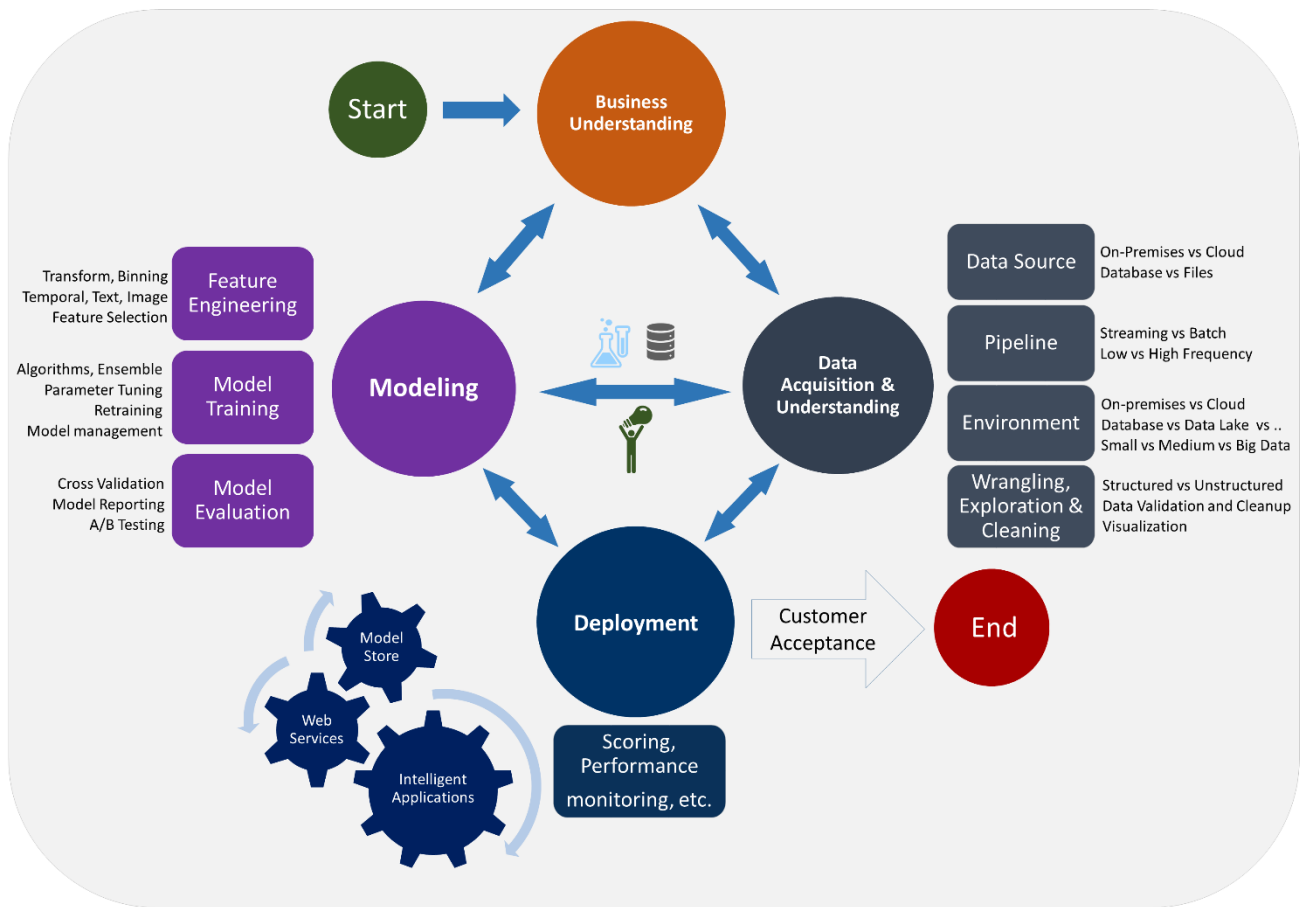 Start
Business
Understanding
Transform, Binning
Temporal, Text, Image
Feature Selection
Feature
Engineering
Algorithms, Ensemble
Parameter Tuning
Retraining
Model management
Model
Training
Cross Validation
Model Reporting
A/B Testing
Model
Evaluation
Modeling
Data
Acquisition &
Understanding
Data Source
On-Premises vs Cloud
Database vs Files
Pipeline
Streaming vs Batch
Low vs High Frequency
Environment
On-premises vs Cloud
Database vs Data Lake vs ..
Small vs Medium vs Big Data
Wrangling,
Exploration &
Cleaning
Structured vs Unstructured
Data Validation and Cleanup
Visualization
Deployment
Customer
Acceptance
End
Model
Store
Web
Services
Intelligent
Applications
Scoring,
Performance
monitoring, etc.